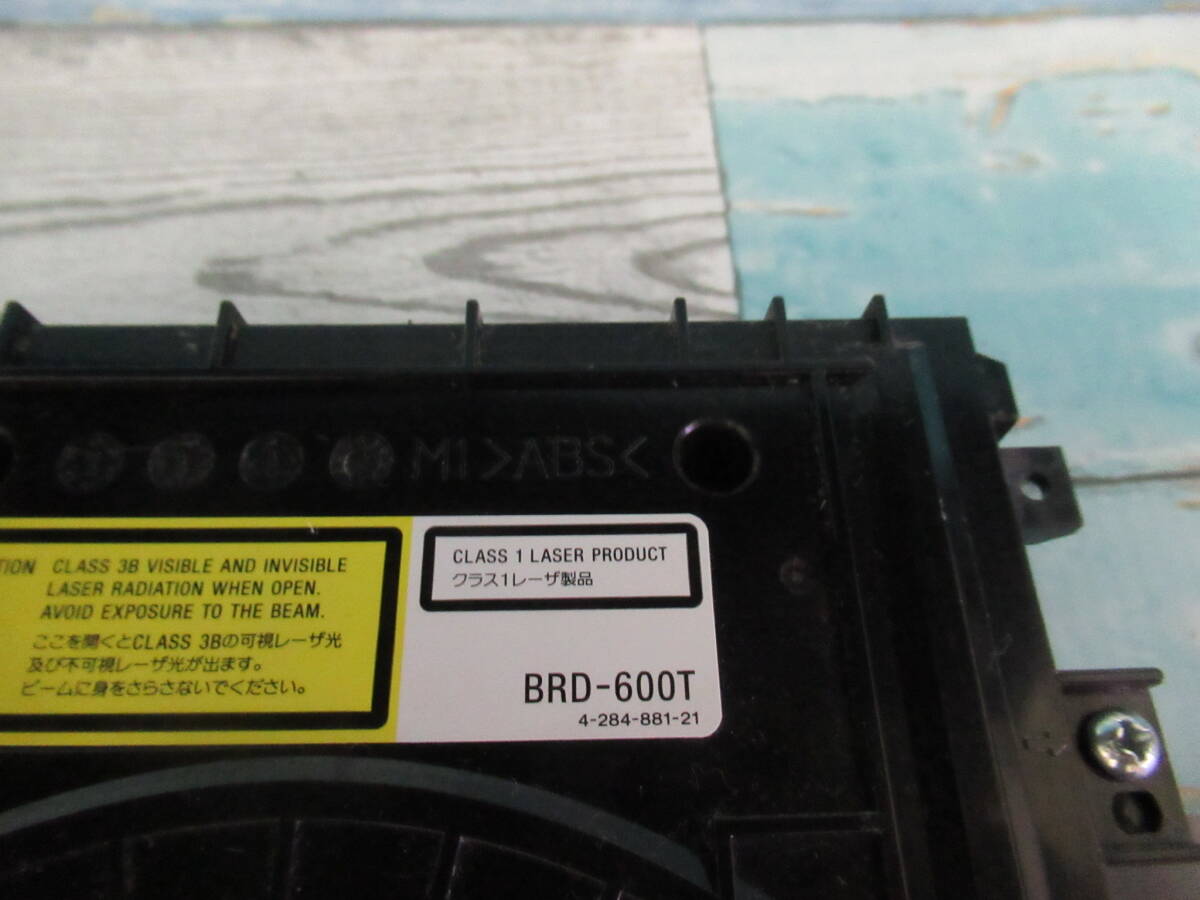 MI >ABS<
CLASS 3B VISIBLE AND INVISIBLE
LASER RADIATION WHEN OPEN.
AVOID EXPOSURE TO THE BEAM.
ここを開くとCLASS 3Bの可視レーザ光
及び不可視レーザ光が出ます。
ビームに身をさらさないでください。
CLASS 1 LASER PRODUCT
クラス1レーザ製品
BRD-600T
4-284-881-21